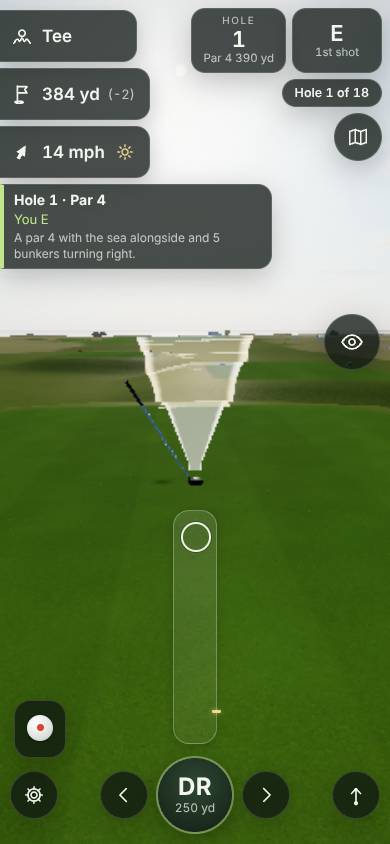 Tee
HOLE
1
Par 4 390 yd
E
1st shot
384 yd (-2)
Hole 1 of 18
14 mph
Hole 1 · Par 4
You E
A par 4 with the sea alongside and 5
bunkers turning right.
DR
250 yd